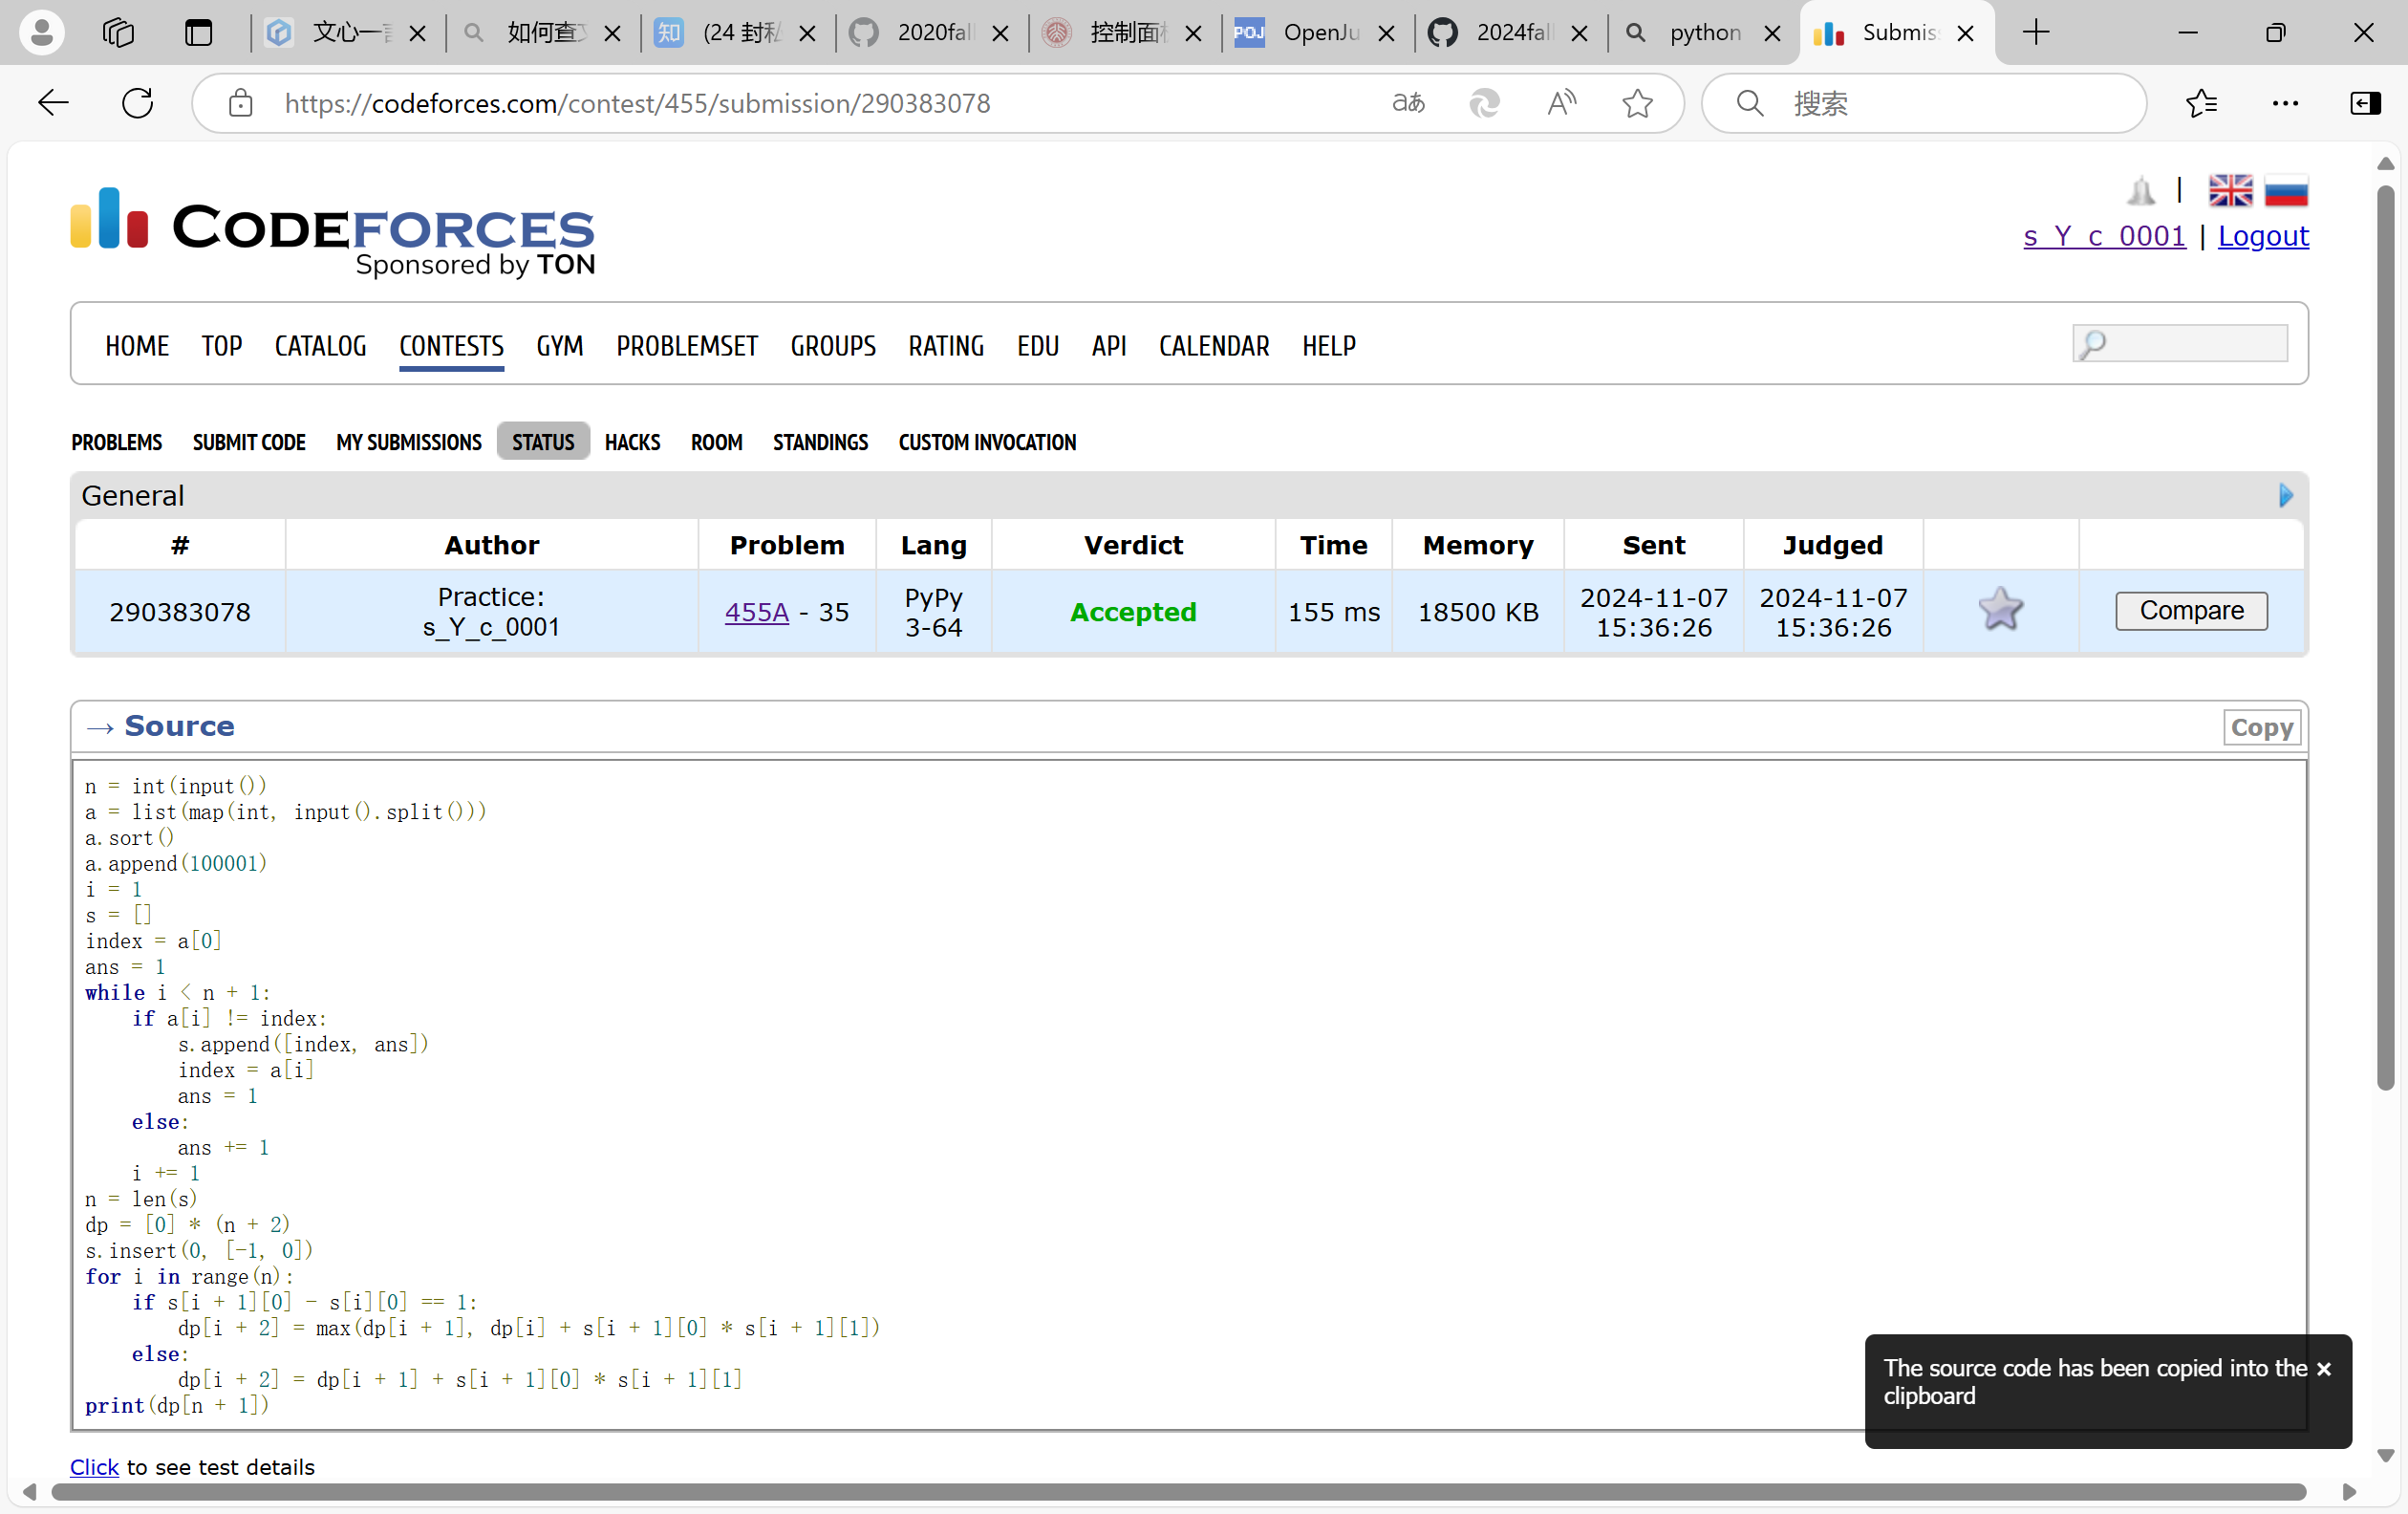 文心一言
如何查文
知 (24 封私
2020fall
控制面板
POJ OpenJu
2024fall
python
Submiss
https://codeforces.com/contest/455/submission/290383078
搜索
CODEFORCES
Sponsored by TON
s_Y_c_0001 | Logout
HOME TOP CATALOG CONTESTS GYM PROBLEMSET GROUPS RATING EDU API CALENDAR HELP
PROBLEMS SUBMIT CODE MY SUBMISSIONS STATUS HACKS ROOM STANDINGS CUSTOM INVOCATION
General
# Author Problem Lang Verdict Time Memory Sent Judged
290383078 Practice: s_Y_c_0001 455A - 35 PyPy 3-64 Accepted 155 ms 18500 KB 2024-11-07 15:36:26 2024-11-07 15:36:26 Compare
→ Source Copy
n = int(input())
a = list(map(int, input().split()))
a.sort()
a.append(100001)
i = 1
s = []
index = a[0]
ans = 1
while i < n + 1:
    if a[i] != index:
        s.append([index, ans])
        index = a[i]
        ans = 1
    else:
        ans += 1
    i += 1
n = len(s)
dp = [0] * (n + 2)
s.insert(0, [-1, 0])
for i in range(n):
    if s[i + 1][0] - s[i][0] == 1:
        dp[i + 2] = max(dp[i + 1], dp[i] + s[i + 1][0] * s[i + 1][1])
    else:
        dp[i + 2] = dp[i + 1] + s[i + 1][0] * s[i + 1][1]
print(dp[n + 1])
The source code has been copied into the
clipboard
Click to see test details